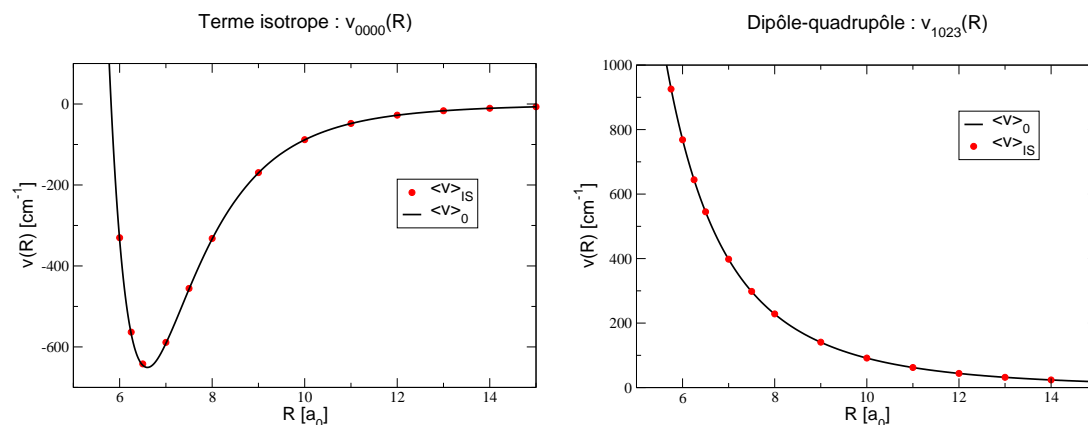 Terme isotrope : v0000(R)
0
-200
-400
-600
v(R) [cm-1]
<V>IS
<V>0
6
8
10
12
14
R [a0]
Dipôle-quadrupôle : v1023(R)
1000
800
600
400
200
0
v(R) [cm-1]
<V>0
<V>IS
6
8
10
12
14
R [a0]